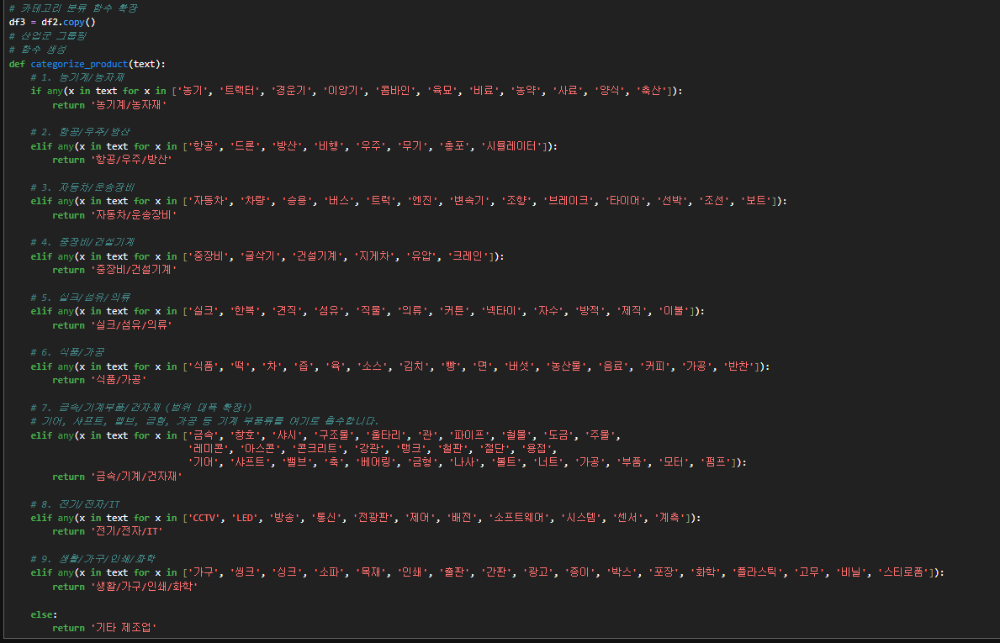 # 카테고리 분류 함수 확장
df3 = df2.copy()
# 산업군 그룹핑
# 함수 생성
def categorize_product(text):
    # 1. 농기계/농자재
    if any(x in text for x in ['농기', '트랙터', '경운기', '이앙기', '콤바인', '육묘', '비료', '농약', '사료', '양식', '축산']):
        return '농기계/농자재'

    # 2. 항공/우주/방산
    elif any(x in text for x in ['항공', '드론', '방산', '비행', '우주', '무기', '총포', '시뮬레이터']):
        return '항공/우주/방산'

    # 3. 자동차/운송장비
    elif any(x in text for x in ['자동차', '차량', '승용', '버스', '트럭', '엔진', '변속기', '조향', '브레이크', '타이어', '선박', '조선', '보트']):
        return '자동차/운송장비'

    # 4. 중장비/건설기계
    elif any(x in text for x in ['중장비', '굴삭기', '건설기계', '지게차', '유압', '크레인']):
        return '중장비/건설기계'

    # 5. 실크/섬유/의류
    elif any(x in text for x in ['실크', '한복', '견직', '섬유', '직물', '의류', '커튼', '넥타이', '자수', '방적', '제직', '이불']):
        return '실크/섬유/의류'

    # 6. 식품/가공
    elif any(x in text for x in ['식품', '떡', '차', '즙', '육', '소스', '김치', '빵', '면', '버섯', '농산물', '음료', '커피', '가공', '반찬']):
        return '식품/가공'

    # 7. 금속/기계부품/건자재 (범위 대폭 확장!)
    # 기어, 샤프트, 밸브, 금형, 가공 등 기계 부품류를 여기로 흡수합니다.
    elif any(x in text for x in ['금속', '창호', '샤시', '구조물', '울타리', '관', '파이프', '철물', '도금', '주물',
                                 '레미콘', '아스콘', '콘크리트', '강관', '탱크', '철판', '절단', '용접',
                                 '기어', '샤프트', '밸브', '축', '베어링', '금형', '나사', '볼트', '너트', '가공', '부품', '모터', '펌프']):
        return '금속/기계/건자재'

    # 8. 전기/전자/IT
    elif any(x in text for x in ['CCTV', 'LED', '방송', '통신', '전광판', '제어', '배전', '소프트웨어', '시스템', '센서', '계측']):
        return '전기/전자/IT'

    # 9. 생활/가구/인쇄/화학
    elif any(x in text for x in ['가구', '씽크', '싱크', '소파', '목재', '인쇄', '출판', '간판', '광고', '종이', '박스', '포장', '화학', '플라스틱', '고무', '비닐', '스티로폼']):
        return '생활/가구/인쇄/화학'

    else:
        return '기타 제조업'